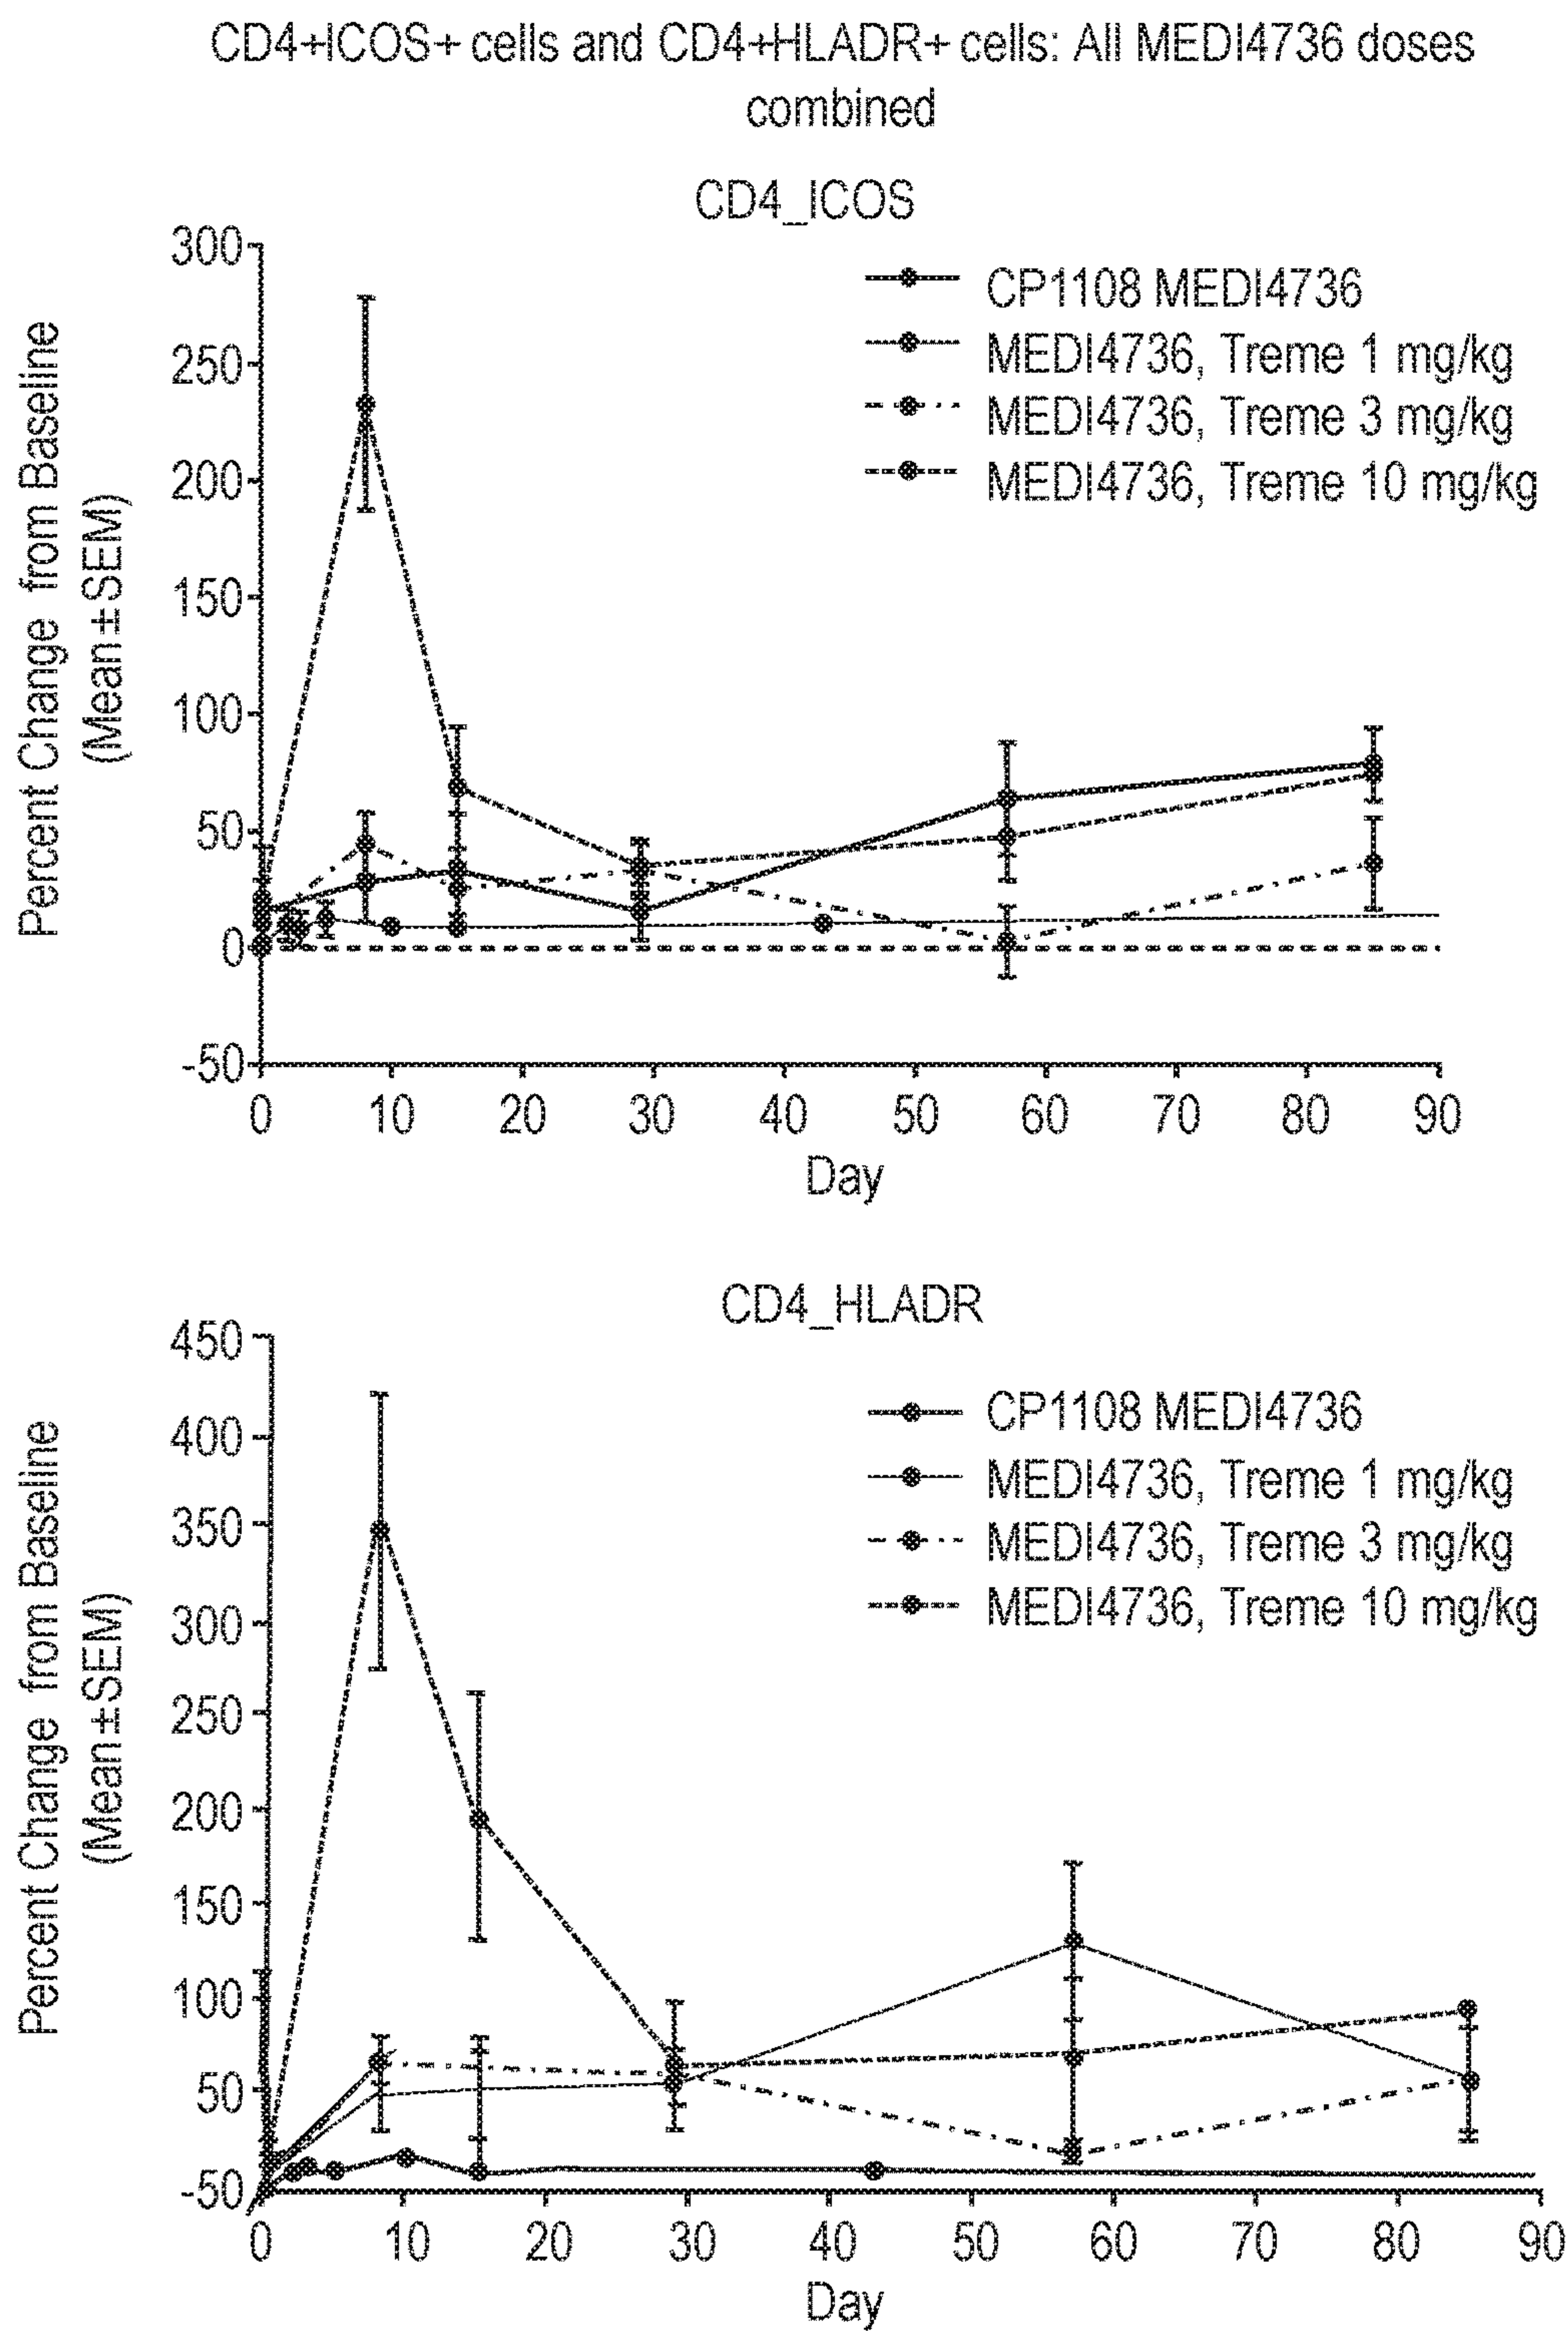 CD4+ICOS+ cells and CD4+HLADR+ cells: All MEDI4736 doses
combined
CD4_ICOS
Percent Change from Baseline
(Mean±SEM)
300
250
200
150
100
50
0
-50
CP1108 MEDI4736
MEDI4736, Treme 1 mg/kg
MEDI4736, Treme 3 mg/kg
MEDI4736, Treme 10 mg/kg
0 10 20 30 40 50 60 70 80 90
Day
CD4_HLADR
Percent Change from Baseline
(Mean±SEM)
450
400
350
300
250
200
150
100
50
-50
CP1108 MEDI4736
MEDI4736, Treme 1 mg/kg
MEDI4736, Treme 3 mg/kg
MEDI4736, Treme 10 mg/kg
0 10 20 30 40 50 60 70 80 90
Day